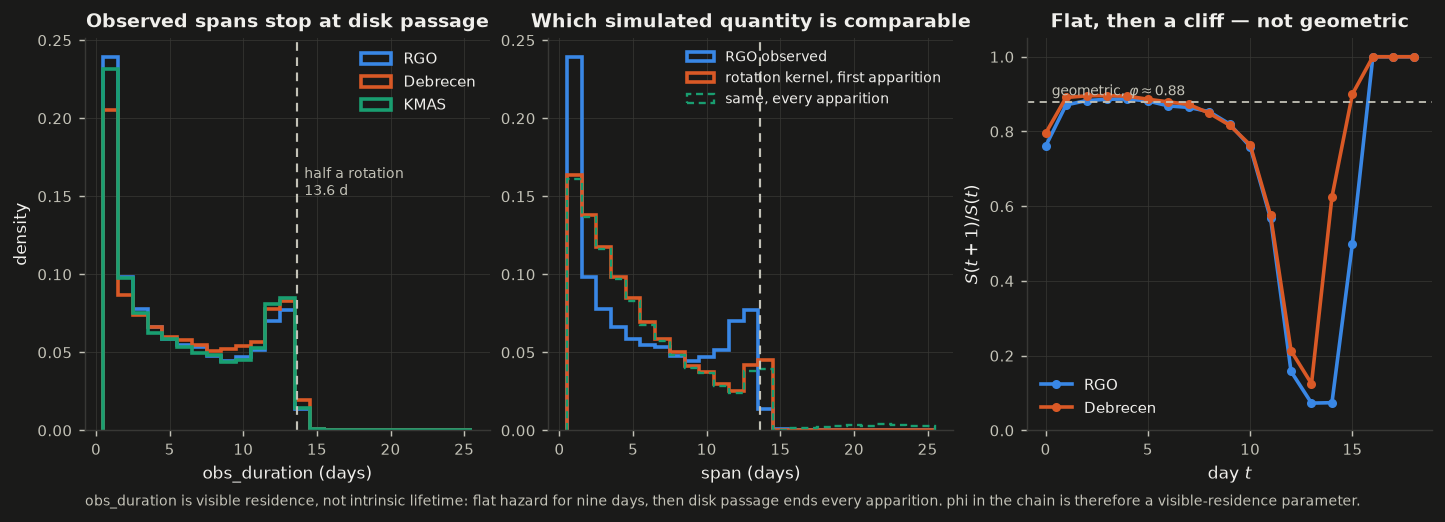 Observed spans stop at disk passage
0.25
0.20
0.15
0.10
0.05
0.00
density
RGO
Debrecen
KMAS
half a rotation
13.6 d
0 5 10 15 20 25
obs_duration (days)
Which simulated quantity is comparable
0.25
0.20
0.15
0.10
0.05
0.00
RGO observed
rotation kernel, first apparition
same, every apparition
0 5 10 15 20 25
span (days)
Flat, then a cliff — not geometric
1.0
0.8
0.6
0.4
0.2
0.0
S(t + 1)/S(t)
geometric, φ ≈ 0.88
RGO
Debrecen
0 5 10 15
day t
obs_duration is visible residence, not intrinsic lifetime: flat hazard for nine days, then disk passage ends every apparition. phi in the chain is therefore a visible-residence parameter.